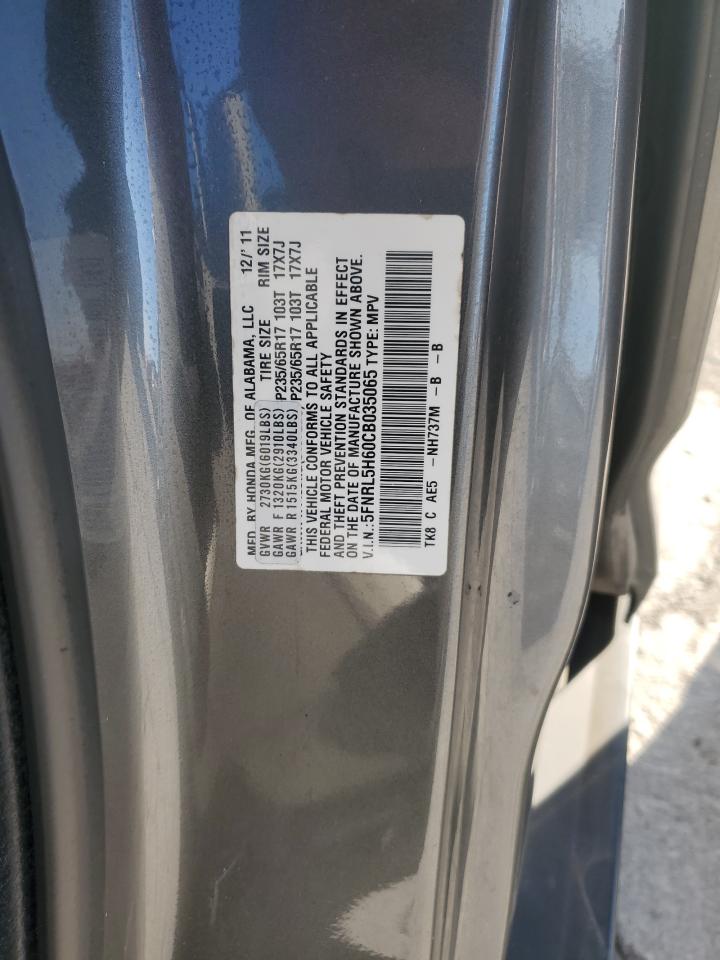 MFD. BY HONDA MFG. OF ALABAMA, LLC 12/'11
GVWR 2730KG(6019LBS) TIRE SIZE RIM SIZE
GAWR F 1320KG(2910LBS) P235/65R17 103T 17X7J
GAWR R 1515KG(3340LBS) P235/65R17 103T 17X7J
THIS VEHICLE CONFORMS TO ALL APPLICABLE
FEDERAL MOTOR VEHICLE SAFETY
AND THEFT PREVENTION STANDARDS IN EFFECT
ON THE DATE OF MANUFACTURE SHOWN ABOVE.
V.I.N.:5FNRL5H60CB035065 TYPE: MPV
TK8 C AE5 -NH737M -B -B